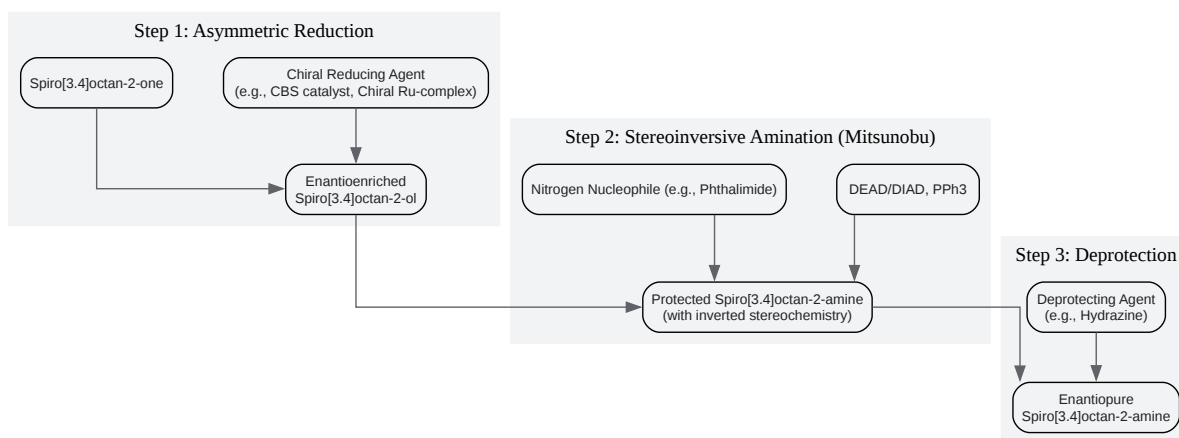 Step 1: Asymmetric Reduction
Spiro[3.4]octan-2-one
Chiral Reducing Agent
(e.g., CBS catalyst, Chiral Ru-complex)
Enantioenriched
Spiro[3.4]octan-2-ol
Step 2: Stereoinversive Amination (Mitsunobu)
Nitrogen Nucleophile (e.g., Phthalimide)
DEAD/DIAD, PPh3
Protected Spiro[3.4]octan-2-amine
(with inverted stereochemistry)
Step 3: Deprotection
Deprotecting Agent
(e.g., Hydrazine)
Enantiopure
Spiro[3.4]octan-2-amine